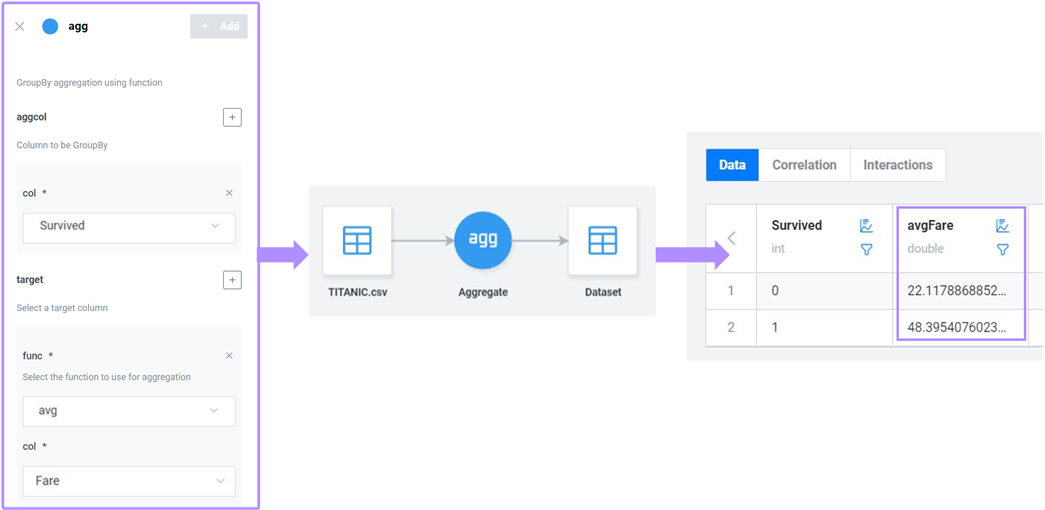 agg
+ Add
GroupBy aggregation using function
aggcol
Column to be GroupBy
col *
Survived
target
Select a target column
func *
Select the function to use for aggregation
avg
col *
Fare
agg
TITANIC.csv
Aggregate
Dataset
Data Correlation Interactions
Survived avgFare
int double
1 0 22.1178868852...
2 1 48.3954076023...